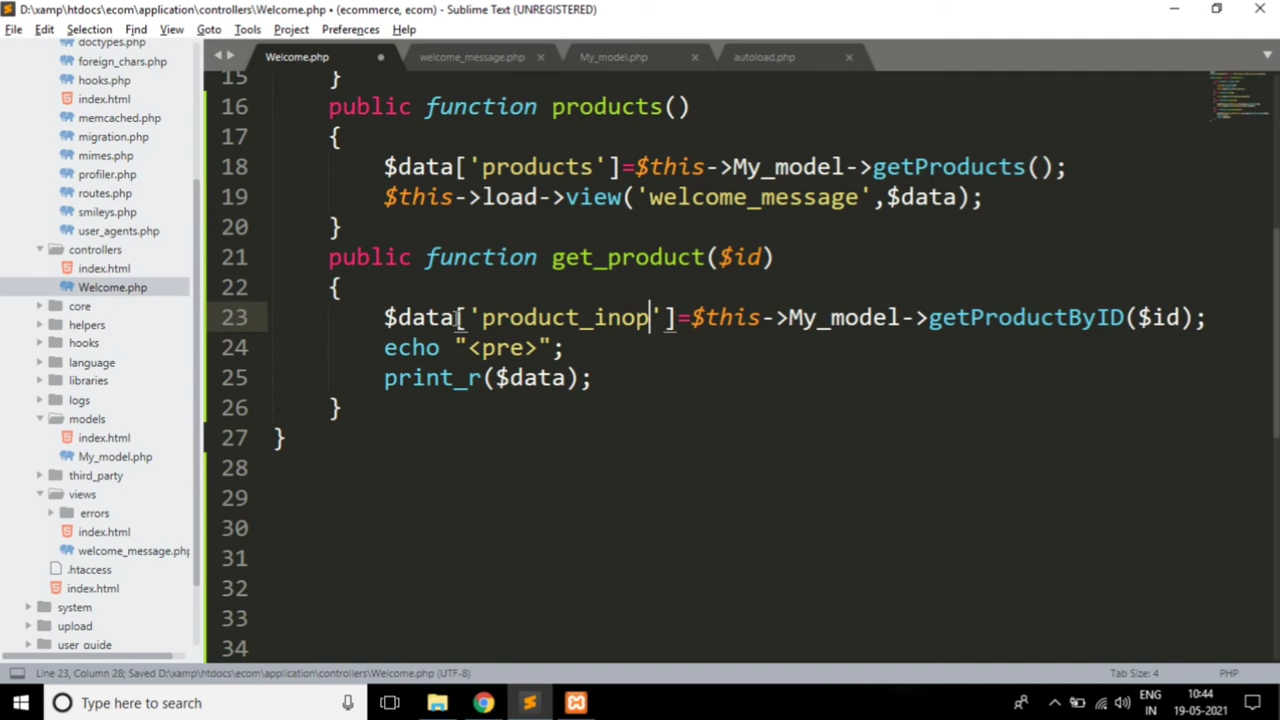 D:\xamp\htdocs\ecom\application\controllers\Welcome.php • (ecommerce, ecom) - Sublime Text (UNREGISTERED)
File Edit Selection Find View Goto Tools Project Preferences Help
doctypes.php
foreign_chars.php
hooks.php
index.html
memcached.php
migration.php
mimes.php
profiler.php
routes.php
smileys.php
user_agents.php
controllers
index.html
Welcome.php
core
helpers
hooks
language
libraries
logs
models
index.html
My_model.php
third_party
views
errors
index.html
welcome_message.php
.htaccess
index.html
system
upload
user_guide
Welcome.php welcome_message.php My_model.php autoload.php
15 }
16 public function products()
17 {
18 $data['products']=$this->My_model->getProducts();
19 $this->load->view('welcome_message',$data);
20 }
21 public function get_product($id)
22 {
23 $data['product_inop']=$this->My_model->getProductByID($id);
24 echo "<pre>";
25 print_r($data);
26 }
27 }
28
29
30
31
32
33
34
Line 23, Column 28; Saved D:\xamp\htdocs\ecom\application\controllers\Welcome.php (UTF-8) Tab Size: 4 PHP
Type here to search
ENG
IN
10:44
19-05-2021